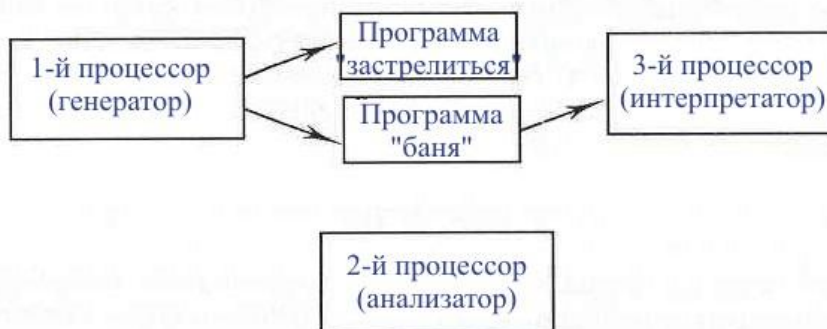 1-й процессор
(генератор)
Программа
"застрелиться"
Программа
"баня"
3-й процессор
(интерпретатор)
2-й процессор
(анализатор)